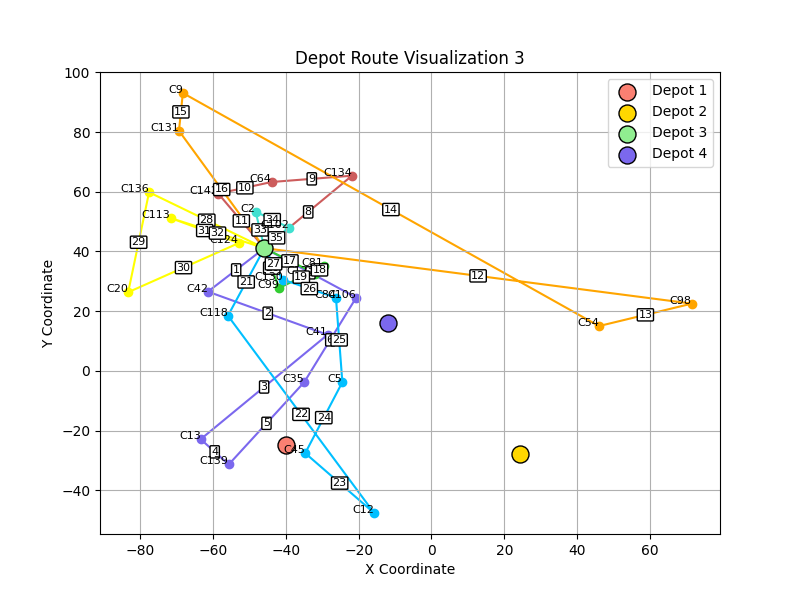 Depot Route Visualization 3
Depot 1
Depot 2
Depot 3
Depot 4
Y Coordinate
X Coordinate
100
80
60
40
20
0
−20
−40
−80
−60
−40
−20
0
20
40
60
C9
15
C131
C136
C143
16
10
C64
9
C134
14
C113
28
31
32
C124
C2
11
34
33
35
8
29
30
C20
1
21
27
17
18
19
26
C81
C130
C99
C106
12
C98
13
C54
C42
C118
2
C41
25
3
C35
C5
22
24
5
C13
4
C139
C45
23
C12